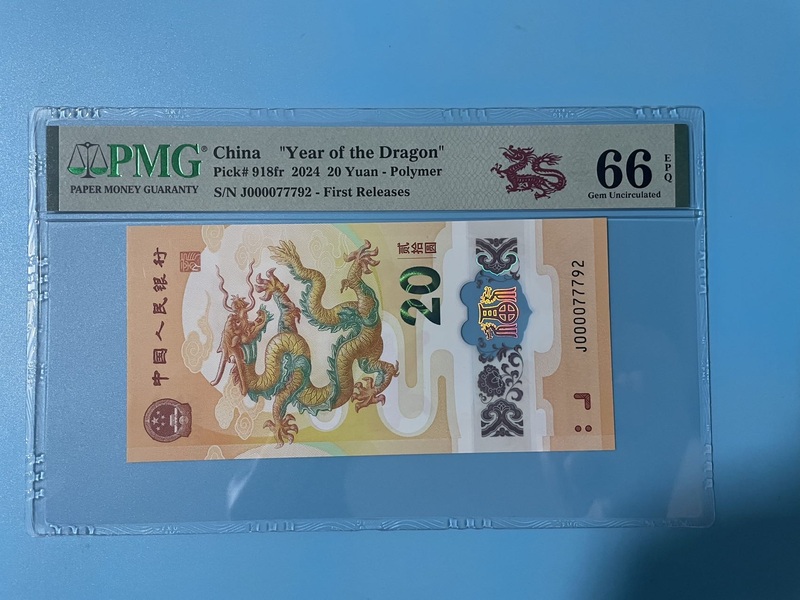 PMG®
PAPER MONEY GUARANTY
China "Year of the Dragon"
Pick# 918fr 2024 20 Yuan - Polymer
S/N J000077792 - First Releases
66
EPQ
Gem Uncirculated
中国人民银行
贰拾圆
20
J000077792